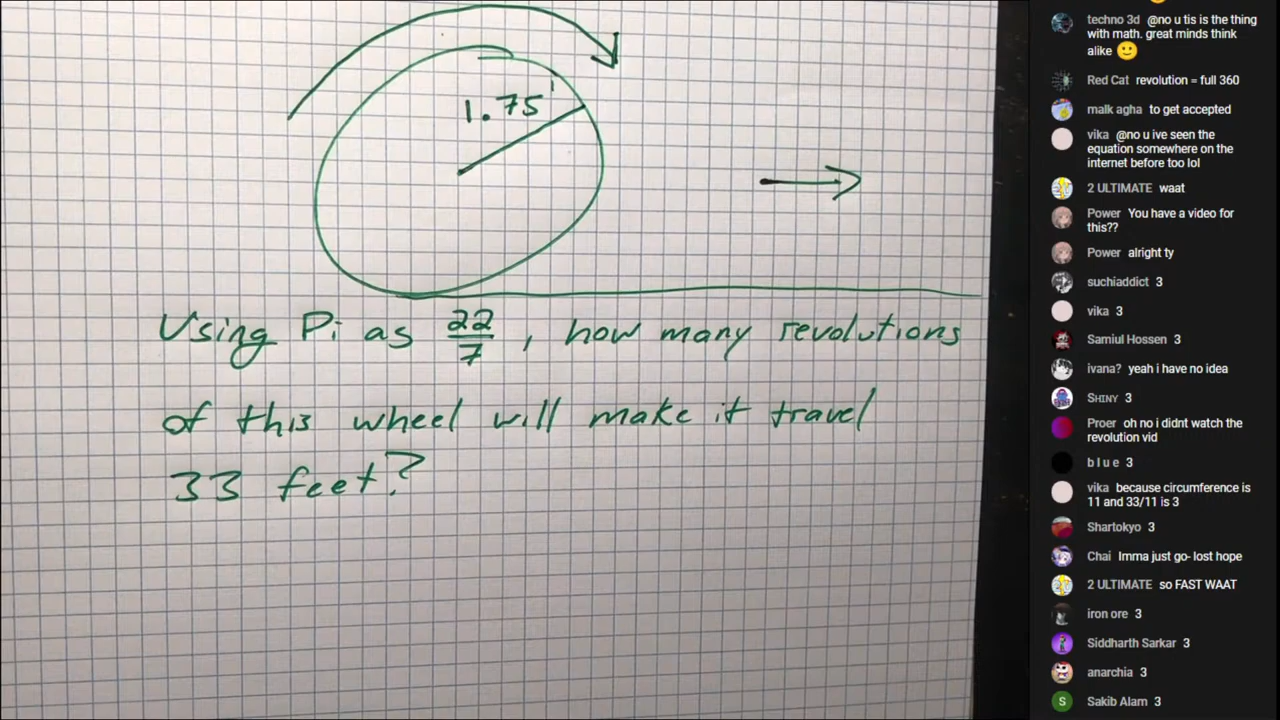 1.75'
Using Pi as 22/7, how many revolutions
of this wheel will make it travel
33 feet?
techno 3d @no u tis is the thing
with math. great minds think
alike 🙂
Red Cat revolution = full 360
malk agha to get accepted
vika @no u ive seen the
equation somewhere on the
internet before too lol
2 ULTIMATE waat
Power You have a video for
this??
Power alright ty
suchiaddict 3
vika 3
Samiul Hossen 3
ivana? yeah i have no idea
SHINY 3
Proer oh no i didnt watch the
revolution vid
b l u e 3
vika because circumference is
11 and 33/11 is 3
Shartokyo 3
Chai Imma just go- lost hope
2 ULTIMATE so FAST WAAT
iron ore 3
Siddharth Sarkar 3
anarchia 3
S
Sakib Alam 3